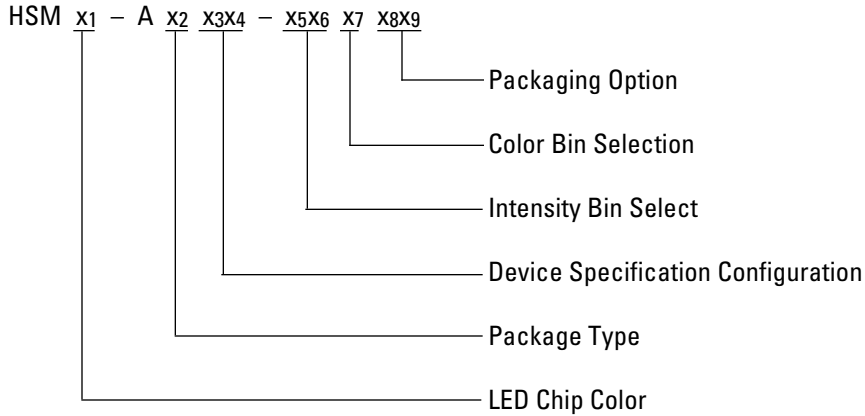 HSM x1 – A x2 x3x4 – x5x6 x7 x8x9
Packaging Option
Color Bin Selection
Intensity Bin Select
Device Specification Configuration
Package Type
LED Chip Color